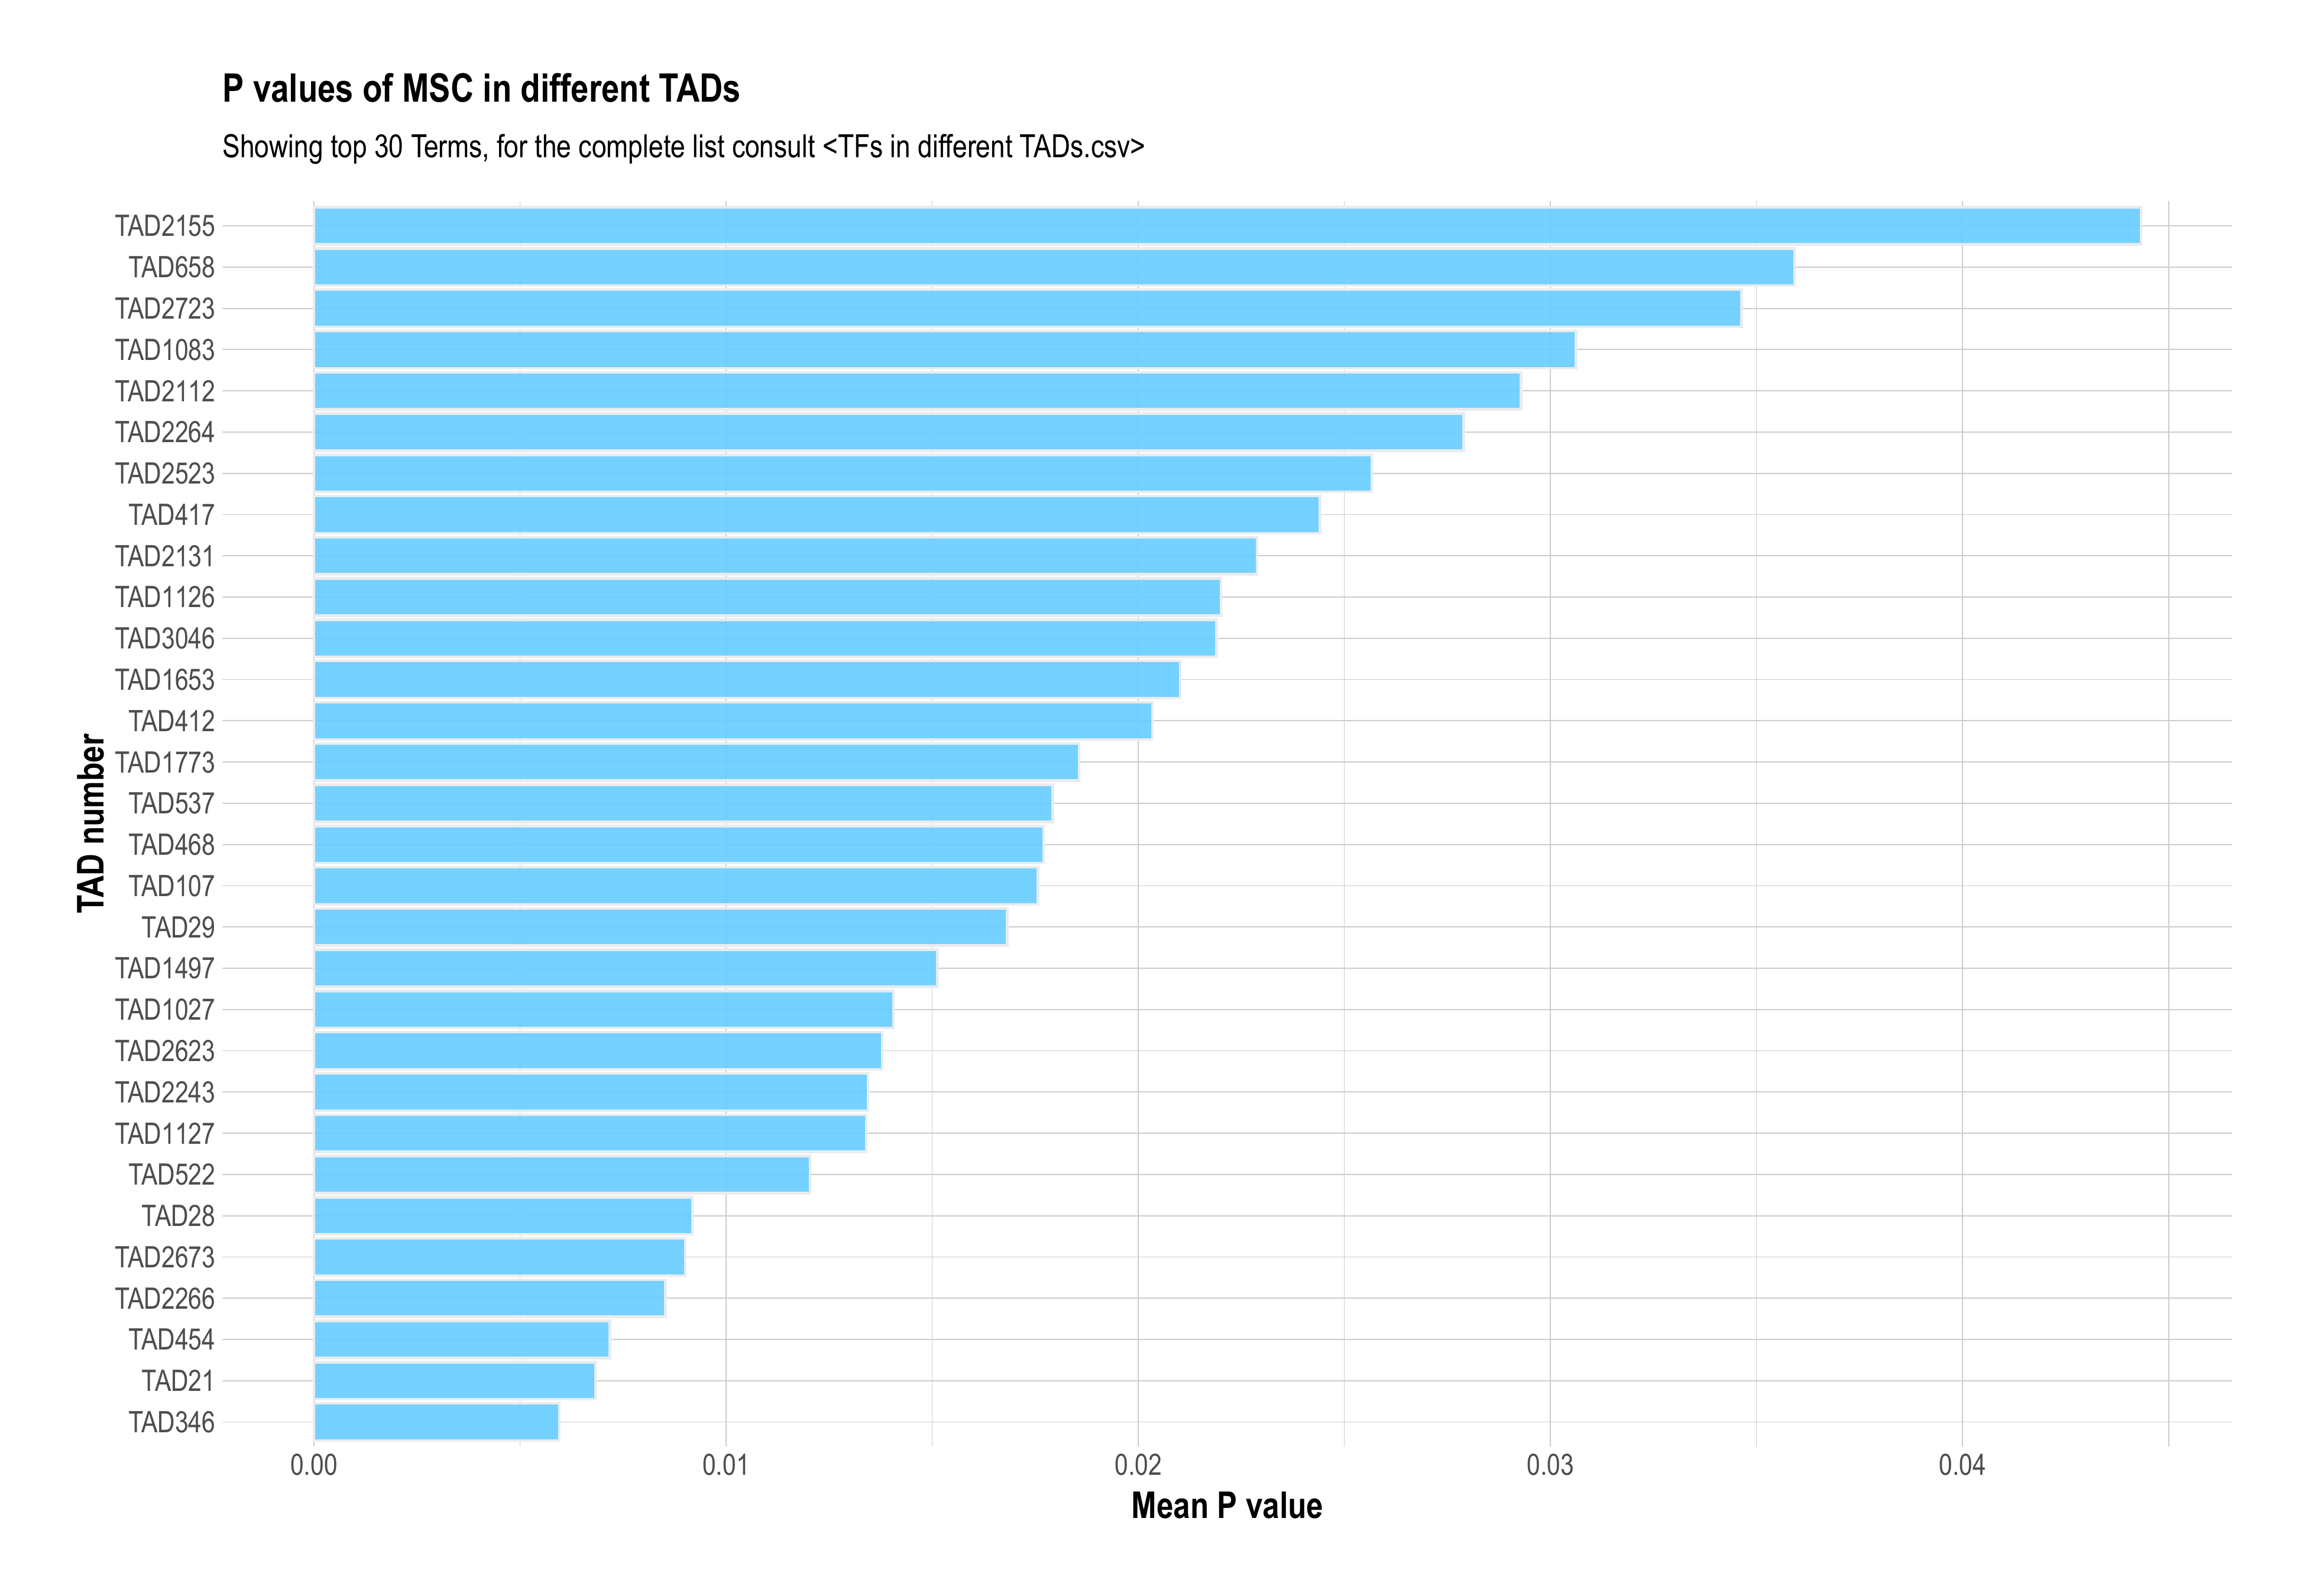 P values of MSC in different TADs
Showing top 30 Terms, for the complete list consult <TFs in different TADs.csv>
TAD number
TAD2155
TAD658
TAD2723
TAD1083
TAD2112
TAD2264
TAD2523
TAD417
TAD2131
TAD1126
TAD3046
TAD1653
TAD412
TAD1773
TAD537
TAD468
TAD107
TAD29
TAD1497
TAD1027
TAD2623
TAD2243
TAD1127
TAD522
TAD28
TAD2673
TAD2266
TAD454
TAD21
TAD346
0.00 0.01 0.02 0.03 0.04
Mean P value